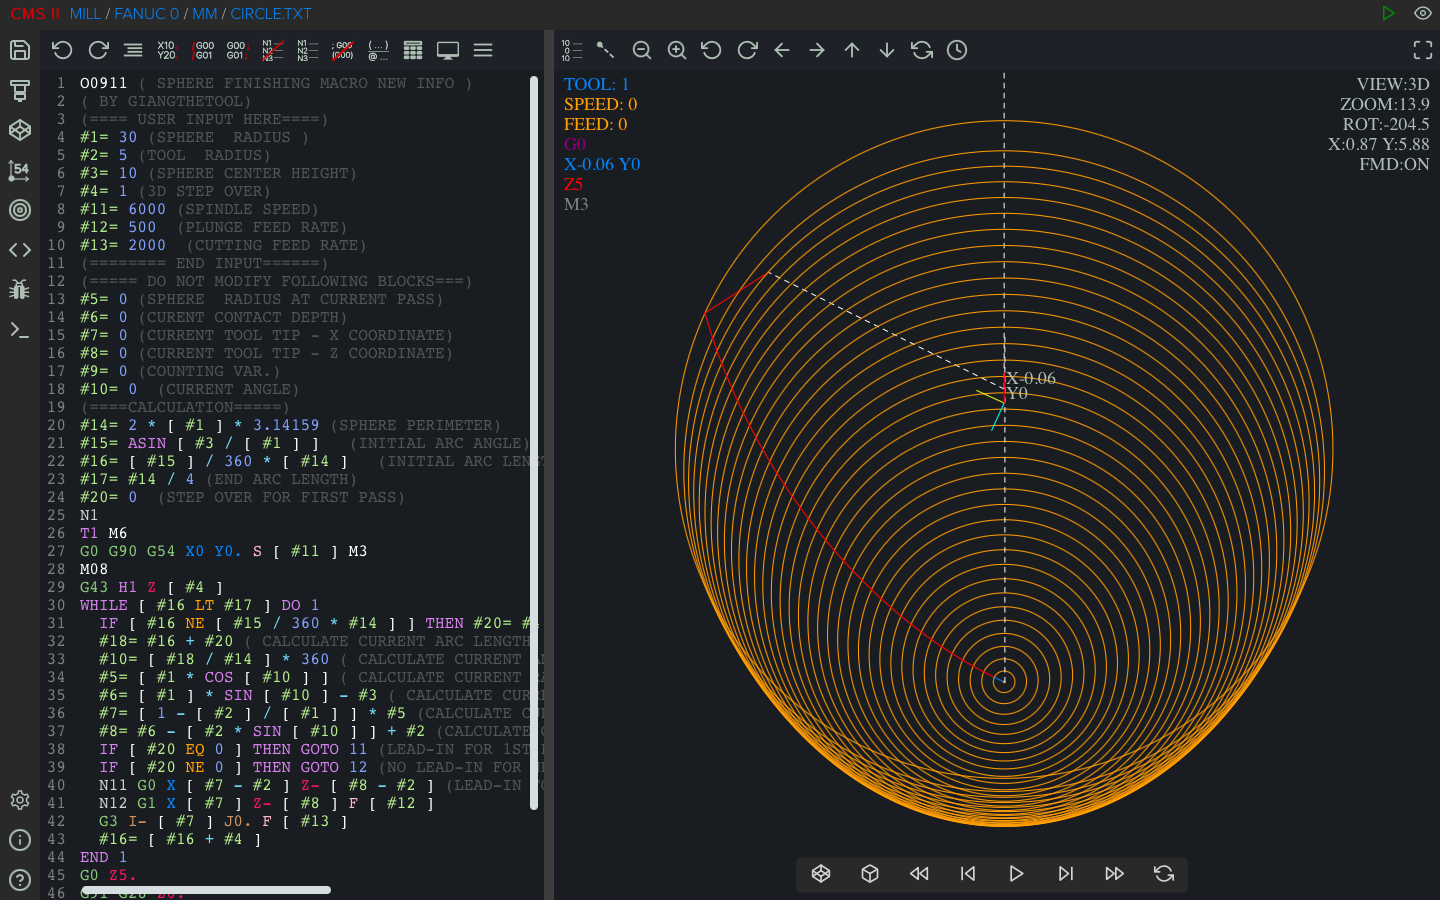 CMS II MILL / FANUC 0 / MM / CIRCLE.TXT
X10 Y20 G00 G01 G00 G01 N1 N2 N3 N1 N2 N3 ; G00 (G00) (...) @...
10 0 10
54
1 O0911 ( SPHERE FINISHING MACRO NEW INFO )
2 ( BY GIANGTHETOOL)
3 (==== USER INPUT HERE====)
4 #1= 30 (SPHERE  RADIUS )
5 #2= 5 (TOOL  RADIUS)
6 #3= 10 (SPHERE CENTER HEIGHT)
7 #4= 1 (3D STEP OVER)
8 #11= 6000 (SPINDLE SPEED)
9 #12= 500  (PLUNGE FEED RATE)
10 #13= 2000  (CUTTING FEED RATE)
11 (======== END INPUT======)
12 (===== DO NOT MODIFY FOLLOWING BLOCKS===)
13 #5= 0 (SPHERE  RADIUS AT CURRENT PASS)
14 #6= 0 (CURENT CONTACT DEPTH)
15 #7= 0 (CURRENT TOOL TIP - X COORDINATE)
16 #8= 0 (CURRENT TOOL TIP - Z COORDINATE)
17 #9= 0 (COUNTING VAR.)
18 #10= 0  (CURRENT ANGLE)
19 (====CALCULATION=====)
20 #14= 2 * [ #1 ] * 3.14159 (SPHERE PERIMETER)
21 #15= ASIN [ #3 / [ #1 ] ]   (INITIAL ARC ANGLE)
22 #16= [ #15 ] / 360 * [ #14 ]   (INITIAL ARC LEN
23 #17= #14 / 4 (END ARC LENGTH)
24 #20= 0  (STEP OVER FOR FIRST PASS)
25 N1
26 T1 M6
27 G0 G90 G54 X0 Y0. S [ #11 ] M3
28 M08
29 G43 H1 Z [ #4 ]
30 WHILE [ #16 LT #17 ] DO 1
31 IF [ #16 NE [ #15 / 360 * #14 ] ] THEN #20= #
32 #18= #16 + #20 ( CALCULATE CURRENT ARC LENGTH
33 #10= [ #18 / #14 ] * 360 ( CALCULATE CURRENT
34 #5= [ #1 * COS [ #10 ] ] ( CALCULATE CURRENT
35 #6= [ #1 ] * SIN [ #10 ] - #3 ( CALCULATE CUR
36 #7= [ 1 - [ #2 ] / [ #1 ] ] * #5 (CALCULATE C
37 #8= #6 - [ #2 * SIN [ #10 ] ] + #2 (CALCULATE
38 IF [ #20 EQ 0 ] THEN GOTO 11 (LEAD-IN FOR 1ST
39 IF [ #20 NE 0 ] THEN GOTO 12 (NO LEAD-IN FOR
40 N11 G0 X [ #7 - #2 ] Z- [ #8 - #2 ] (LEAD-IN
41 N12 G1 X [ #7 ] Z- [ #8 ] F [ #12 ]
42 G3 I- [ #7 ] J0. F [ #13 ]
43 #16= [ #16 + #4 ]
44 END 1
45 G0 Z5.
46 G91 G28 Z0.
TOOL: 1
SPEED: 0
FEED: 0
G0
X-0.06 Y0
Z5
M3
VIEW:3D
ZOOM:13.9
ROT:-204.5
X:0.87 Y:5.88
FMD:ON
X-0.06
Y0